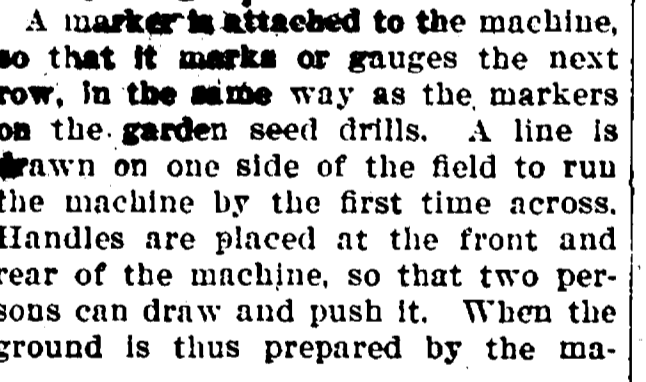 A marker is attached to the machine,
so that it marks or gauges the next
row, in the same way as the markers
on the garden seed drills. A line is
drawn on one side of the field to run
the machine by the first time across.
Handles are placed at the front and
rear of the machine, so that two per-
sons can draw and push it. When the
ground is thus prepared by the ma-